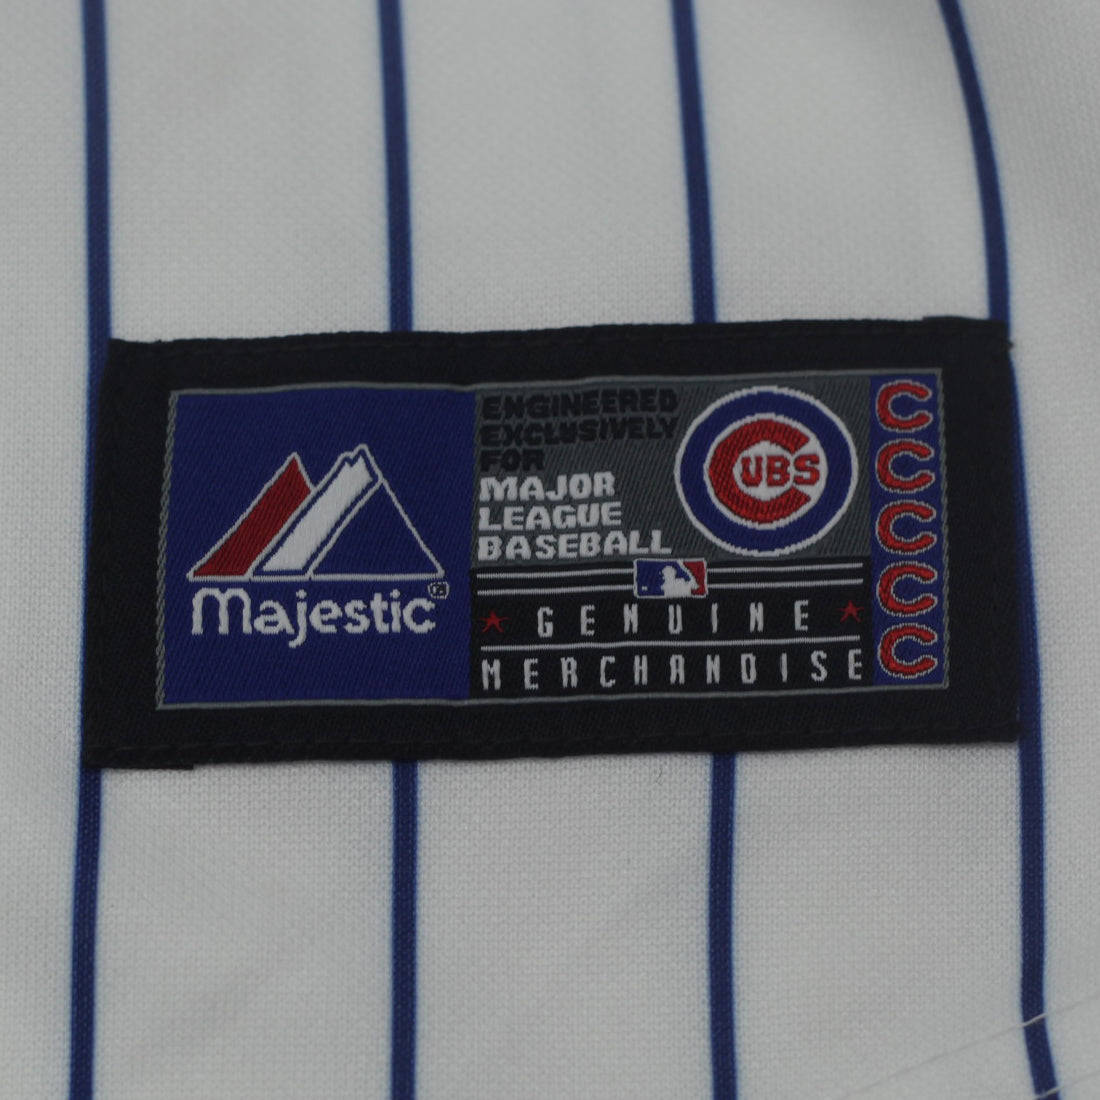 Majestic
ENGINEERED
EXCLUSIVELY
FOR
MAJOR
LEAGUE
BASEBALL
CUBS
GENUINE
MERCHANDISE
C
C
C
C
C